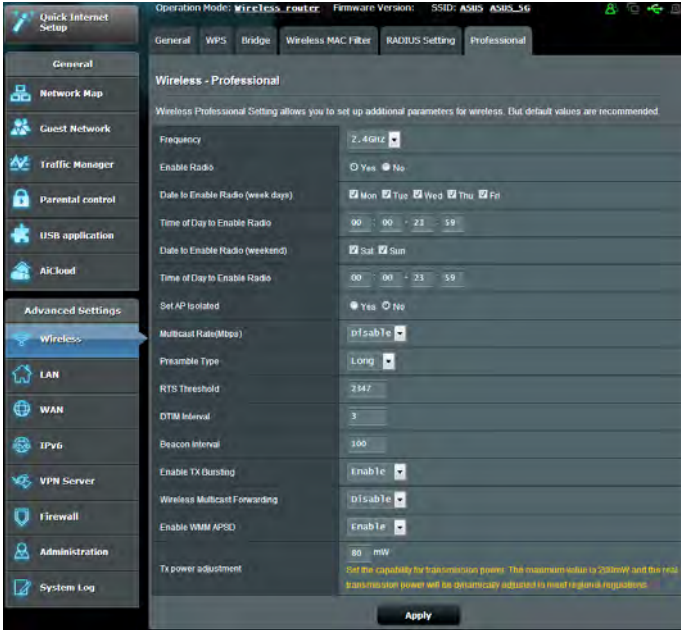 Quick Internet
Setup
Operation Mode: Wireless router Firmware Version: SSID: ASUS ASUS_5G
General WPS Bridge Wireless MAC Filter RADIUS Setting Professional
General
Network Map
Guest Network
Traffic Manager
Parental control
USB application
AiCloud
Advanced Settings
Wireless
LAN
WAN
IPv6
VPN Server
Firewall
Administration
System Log
Wireless - Professional
Wireless Professional Setting allows you to set up additional parameters for wireless. But default values are recommended.
Frequency 2.4GHz
Enable Radio Yes No
Date to Enable Radio (week days) Mon Tue Wed Thu Fri
Time of Day to Enable Radio 00 : 00 - 23 : 59
Date to Enable Radio (weekend) Sat Sun
Time of Day to Enable Radio 00 : 00 - 23 : 59
Set AP Isolated Yes No
Multicast Rate(Mbps) Disable
Preamble Type Long
RTS Threshold 2347
DTIM Interval 3
Beacon Interval 100
Enable TX Bursting Enable
Wireless Multicast Forwarding Disable
Enable WMM APSD Enable
Tx power adjustment 80 mW
Set the capability for transmission power. The maximum value is 200mW and the real
transmission power will be dynamically adjusted to meet regional regulations
Apply